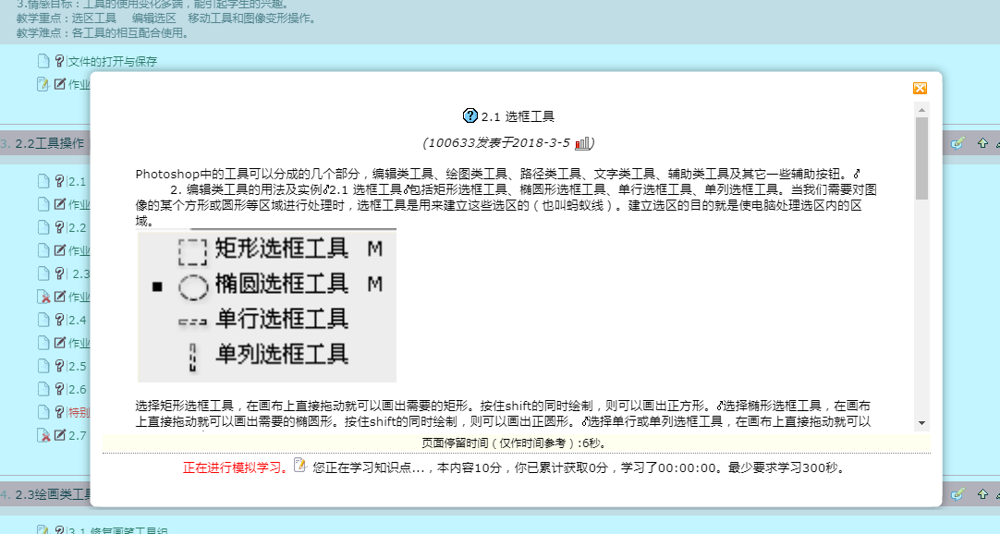 3.情感目标：工具的使用变化多端，能引起学生的兴趣。
教学重点：选区工具 编辑选区 移动工具和图像变形操作。
教学难点：各工具的相互配合使用。
文件的打开与保存
作业
2.1 选框工具
(100633发表于2018-3-5 )
3. 2.2工具操作
Photoshop中的工具可以分成的几个部分，编辑类工具、绘图类工具、路径类工具、文字类工具、辅助类工具及其它一些辅助按钮。
2. 编辑类工具的用法及实例 2.1 选框工具 包括矩形选框工具、椭圆形选框工具、单行选框工具、单列选框工具。当我们需要对图
像的某个方形或圆形等区域进行处理时，选框工具是用来建立这些选区的（也叫蚂蚁线）。建立选区的目的就是使电脑处理选区内的区
域。
矩形选框工具 M
椭圆选框工具 M
单行选框工具
单列选框工具
选择矩形选框工具，在画布上直接拖动就可以画出需要的矩形。按住shift的同时绘制，则可以画出正方形。 选择椭形选框工具，在画布
上直接拖动就可以画出需要的椭圆形。按住shift的同时绘制，则可以画出正圆形。 选择单行或单列选框工具，在画布上直接拖动就可以
页面停留时间（仅作时间参考）:6秒。
正在进行模拟学习。 您正在学习知识点...，本内容10分，你已累计获取0分，学习了00:00:00。最少要求学习300秒。
2.1
作业
2.2
作业
2.3
作业
2.4
作业
2.5
2.6
特别
2.7
4. 2.3绘画类工具
3.1 修复画笔工具组